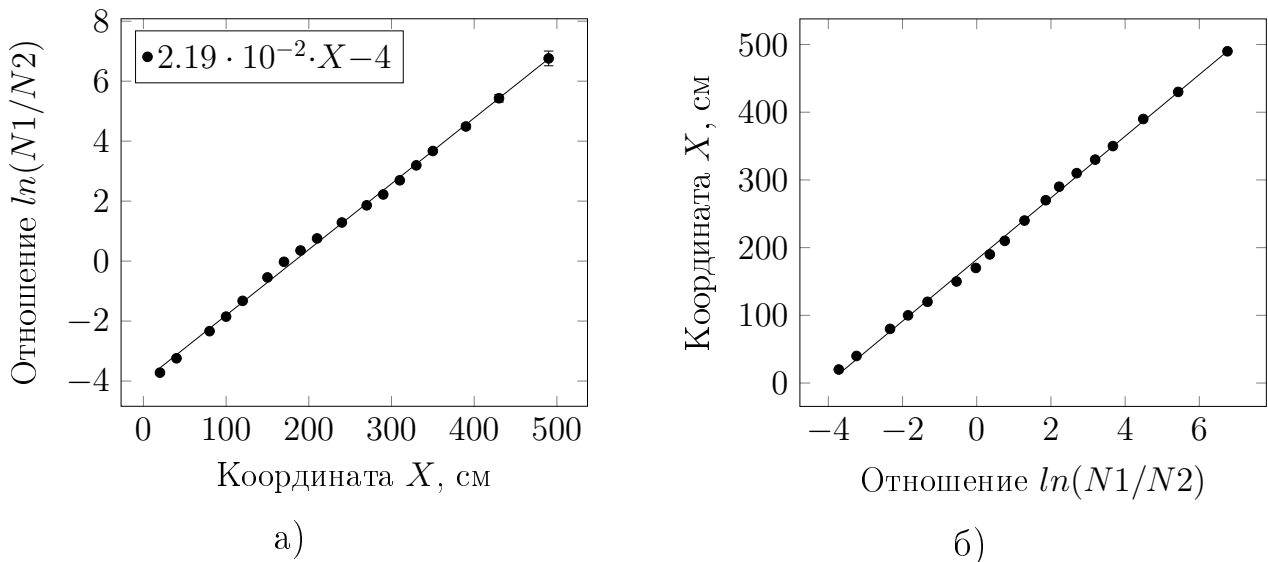 8
6
4
2
0
−2
−4
Отношение ln(N1/N2)
2.19 · 10⁻²·X−4
0 100 200 300 400 500
Координата X, см
а)
500
400
300
200
100
0
Координата X, см
−4 −2 0 2 4 6
Отношение ln(N1/N2)
б)